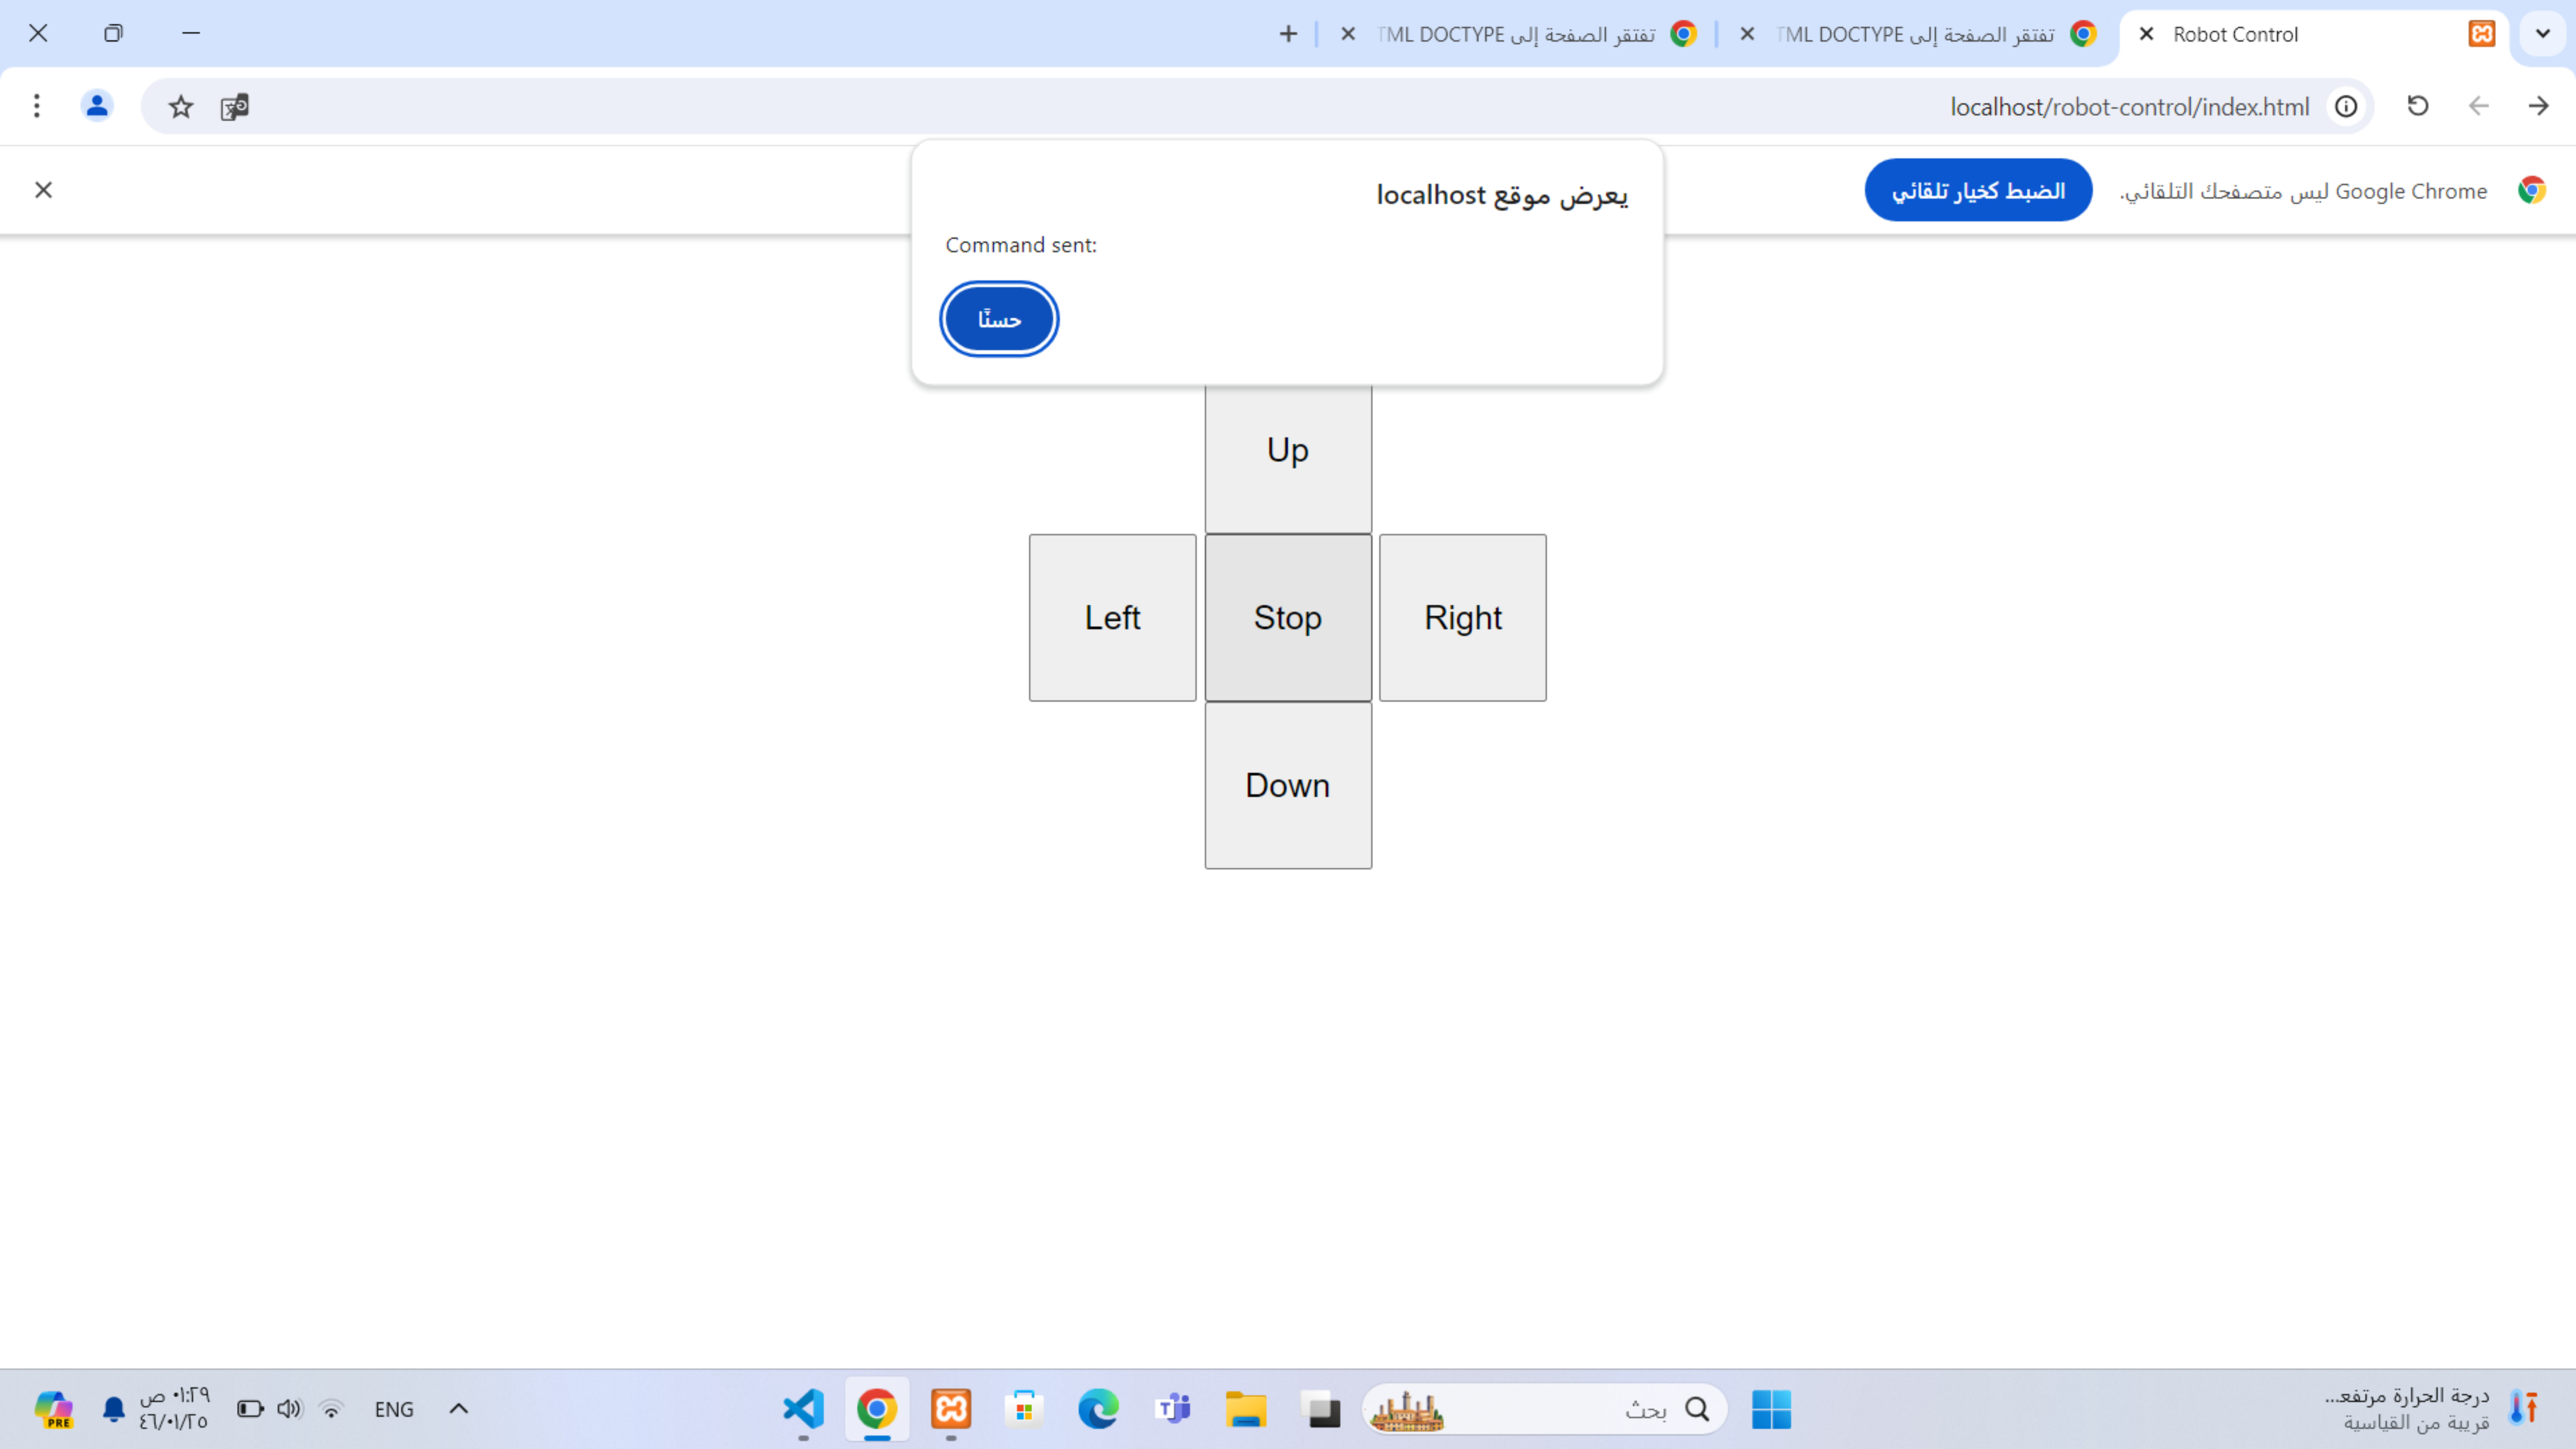 Robot Control
تفتقر الصفحة إلى TML DOCTYPE
تفتقر الصفحة إلى TML DOCTYPE
localhost/robot-control/index.html
Google Chrome ليس متصفحك التلقائي.
الضبط كخيار تلقائي
يعرض موقع localhost
Command sent:
حسنًا
Up
Left
Stop
Right
Down
درجة الحرارة مرتفعـ...
قريبة من القياسية
بحث
ENG
٠١:٢٩ ص
٤٦/٠١/٢٥
PRE